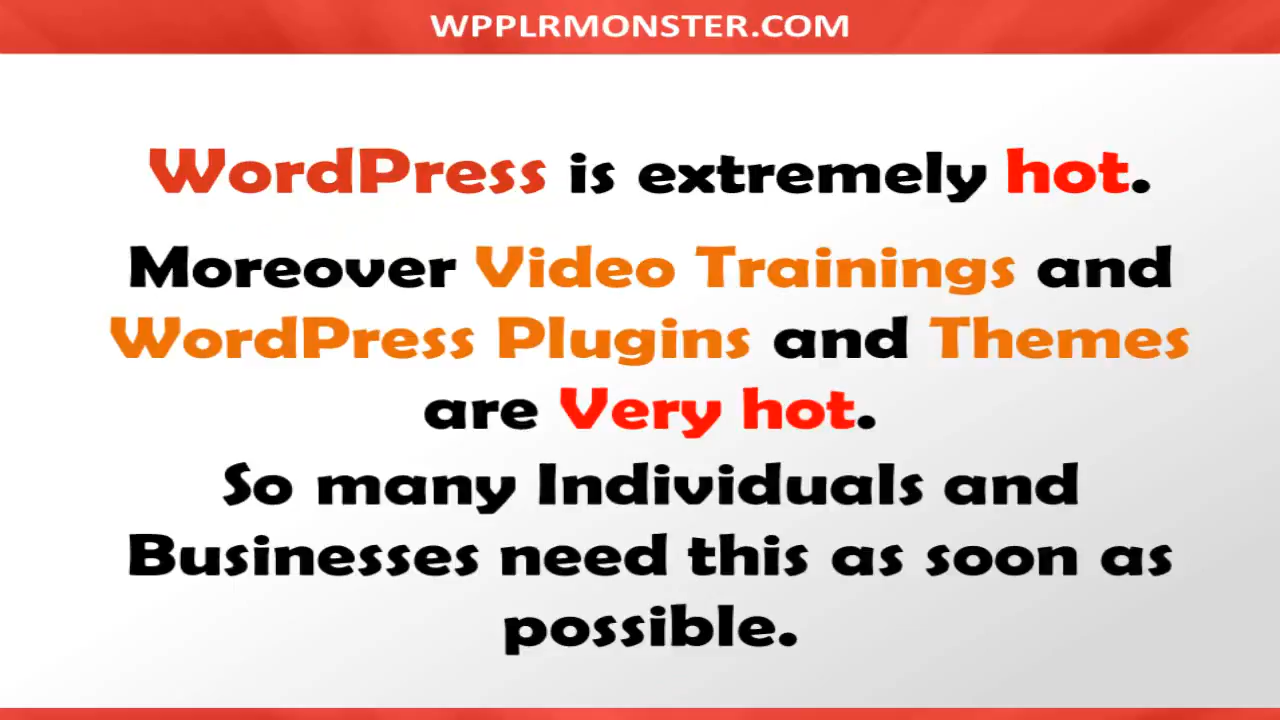 WPPLRMONSTER.COM
WordPress is extremely hot.
Moreover Video Trainings and
WordPress Plugins and Themes
are Very hot.
So many Individuals and
Businesses need this as soon as
possible.